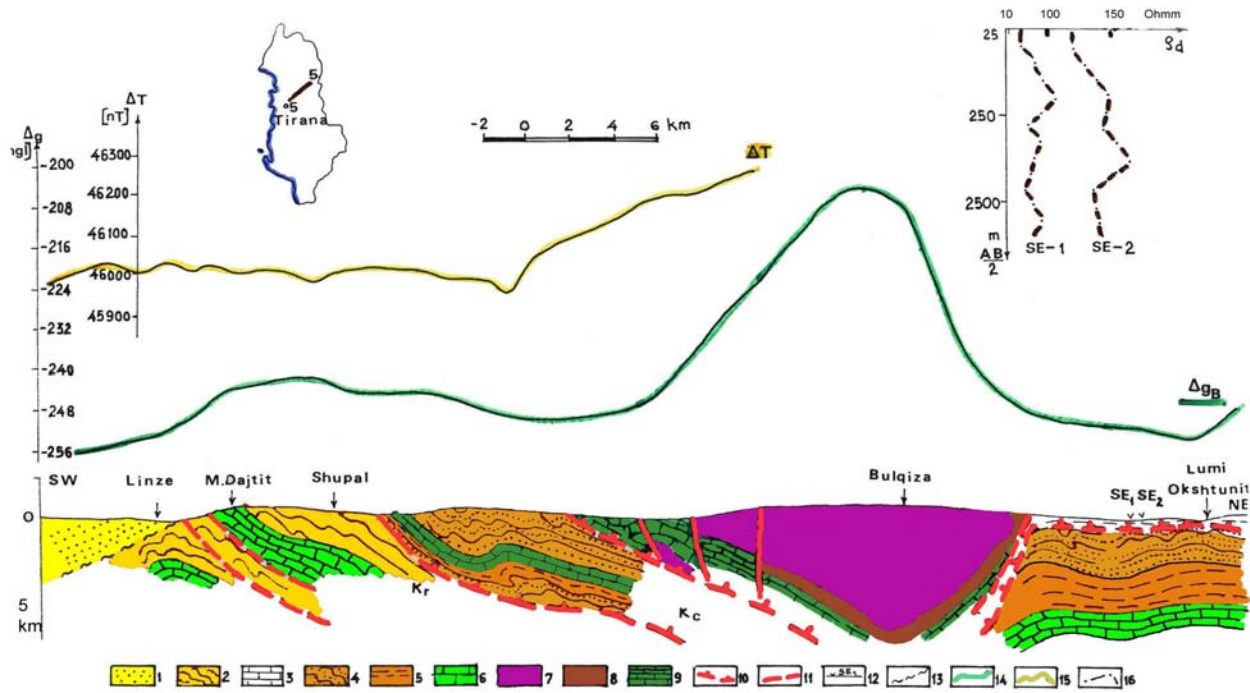 10 100 150 Ohmm
25
ρd
250
2500
m
AB/2
SE-1 SE-2
5
5
Tirana
-2 0 2 4 6 km
ΔT
[nT]
46300
46200
46100
46000
45900
Δg
mgl]
-200
-208
-216
-224
-232
-240
-248
-256
ΔT
ΔgB
SW Linze M.Dajtit Shupal Bulqiza SE1 SE2 Lumi
Okshtunit
NE
0
5
km
Kr
Kc
1 2 3 4 5 6 7 8 9 10 11 SE1 12 13 14 15 16